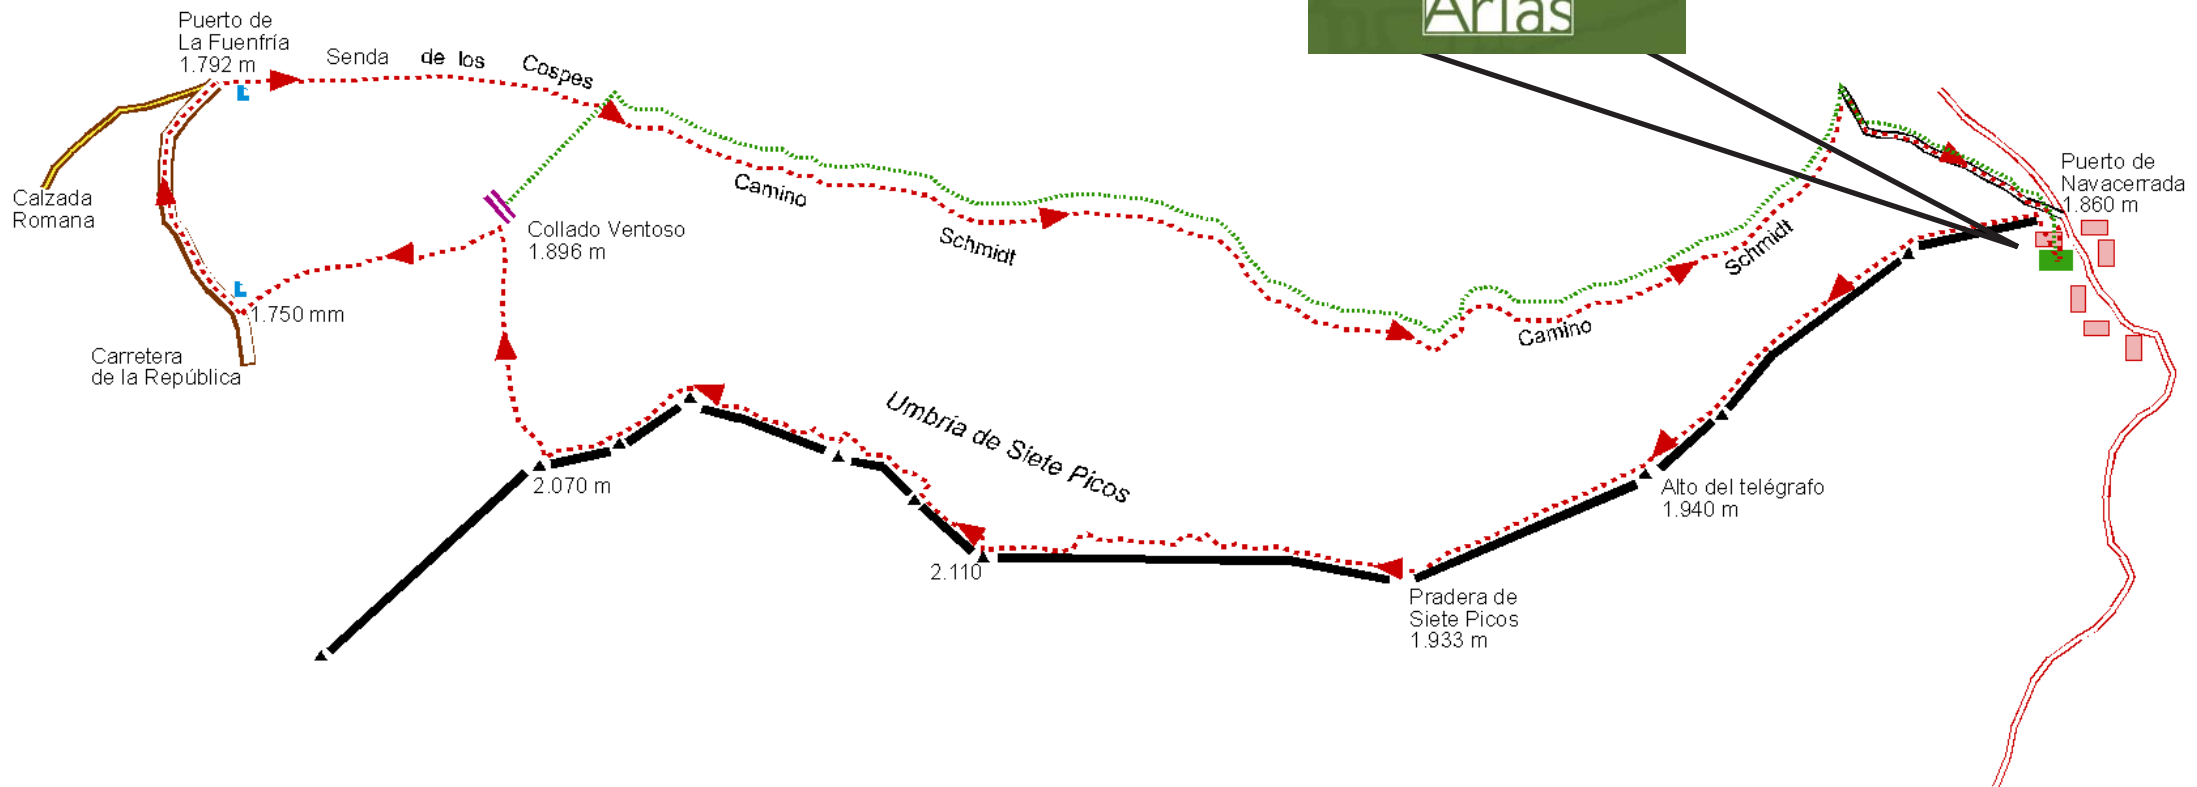 Arias
Puerto de
La Fuenfría
1.792 m
Senda de los Cospes
Calzada
Romana
Collado Ventoso
1.896 m
Camino
Schmidt
Puerto de
Navacerrada
1.860 m
Schmidt
Camino
1.750 mm
Carretera
de la República
Umbría de Siete Picos
2.070 m
Alto del telégrafo
1.940 m
2.110
Pradera de
Siete Picos
1.933 m